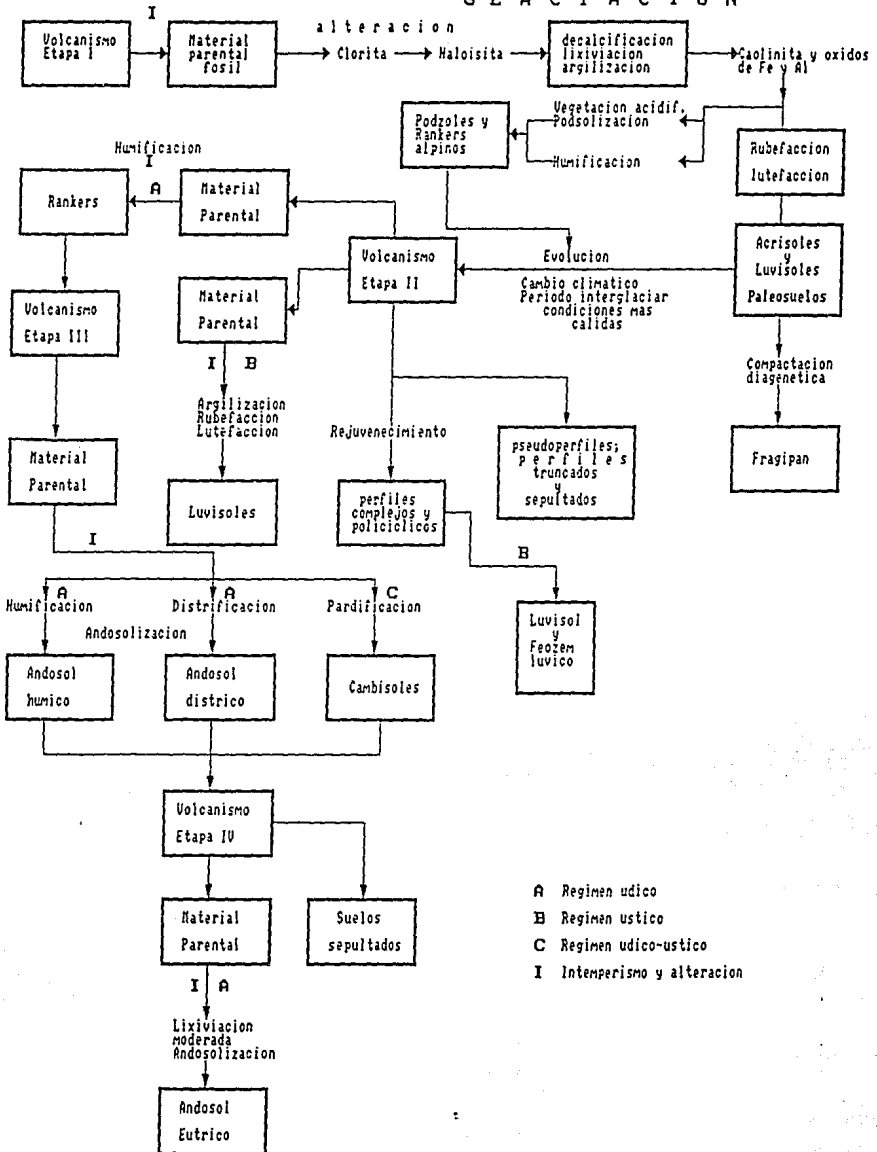 G L A C I A C I O N
I
alteracion
Volcanismo
Etapa I
Material
parental
fosil
Clorita
Haloisita
decalcificacion
lixiviacion
argilizacion
Caolinita y oxidos
de Fe y Al
Podzoles y
Rankers
alpinos
Vegetacion acidif.
Podsolizacion
Humificacion
Rubefaccion
lutefaccion
Humificacion
I
A
Rankers
Material
Parental
Volcanismo
Etapa II
Evolucion
Cambio climatico
Periodo interglaciar
condiciones mas
calidas
Acrisoles
y
Luvisoles
Paleosuelos
Volcanismo
Etapa III
Material
Parental
I B
Argilizacion
Rubefaccion
Lutefaccion
Luvisoles
Compactacion
diagenetica
Fragipan
Rejuvenecimiento
pseudoperfiles;
p e r f i l e s
truncados
y
sepultados
perfiles
complejos y
policiclicos
B
Luvisol
y
Feozem
luvico
Material
Parental
I
A
A
C
Humificacion
Distrificacion
Pardificacion
Andosolizacion
Andosol
humico
Andosol
districo
Cambisoles
Volcanismo
Etapa IV
Material
Parental
Suelos
sepultados
I A
Lixiviacion
moderada
Andosolizacion
Andosol
Eutrico
A Regimen udico
B Regimen ustico
C Regimen udico-ustico
I Intemperismo y alteracion